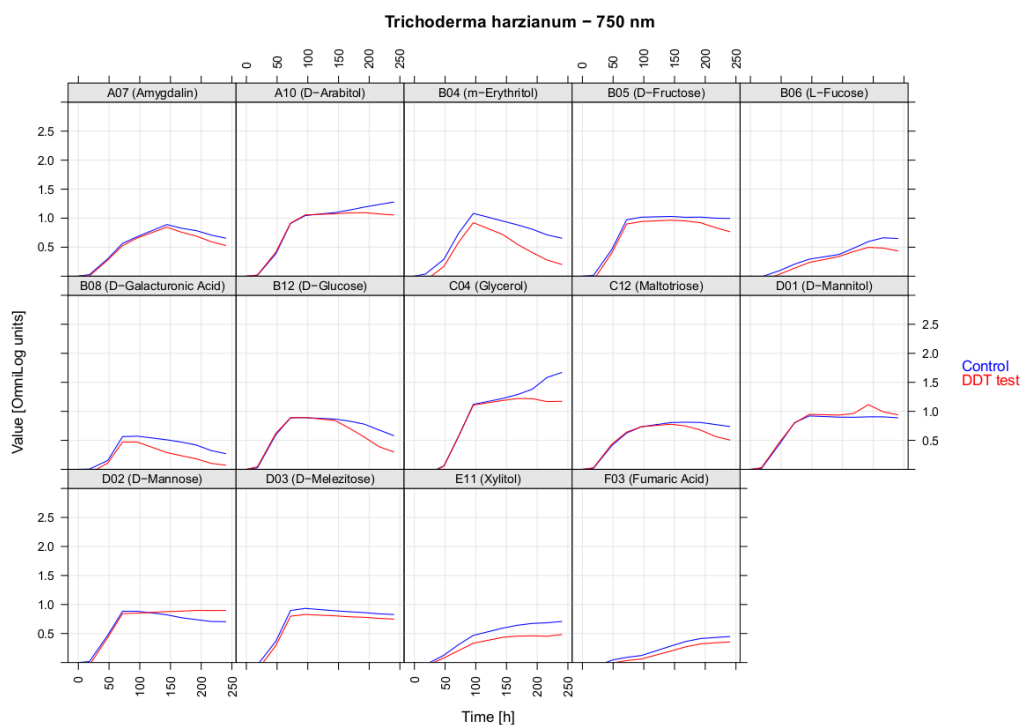 Trichoderma harzianum − 750 nm
0 50 100 150 200 250
0 50 100 150 200 250
A07 (Amygdalin) A10 (D−Arabitol) B04 (m−Erythritol) B05 (D−Fructose) B06 (L−Fucose)
2.5
2.0
1.5
1.0
0.5
B08 (D−Galacturonic Acid) B12 (D−Glucose) C04 (Glycerol) C12 (Maltotriose) D01 (D−Mannitol)
2.5
2.0
1.5
1.0
0.5
Value [OmniLog units]
Control
DDT test
D02 (D−Mannose) D03 (D−Melezitose) E11 (Xylitol) F03 (Fumaric Acid)
2.5
2.0
1.5
1.0
0.5
0 50 100 150 200 250
0 50 100 150 200 250
Time [h]